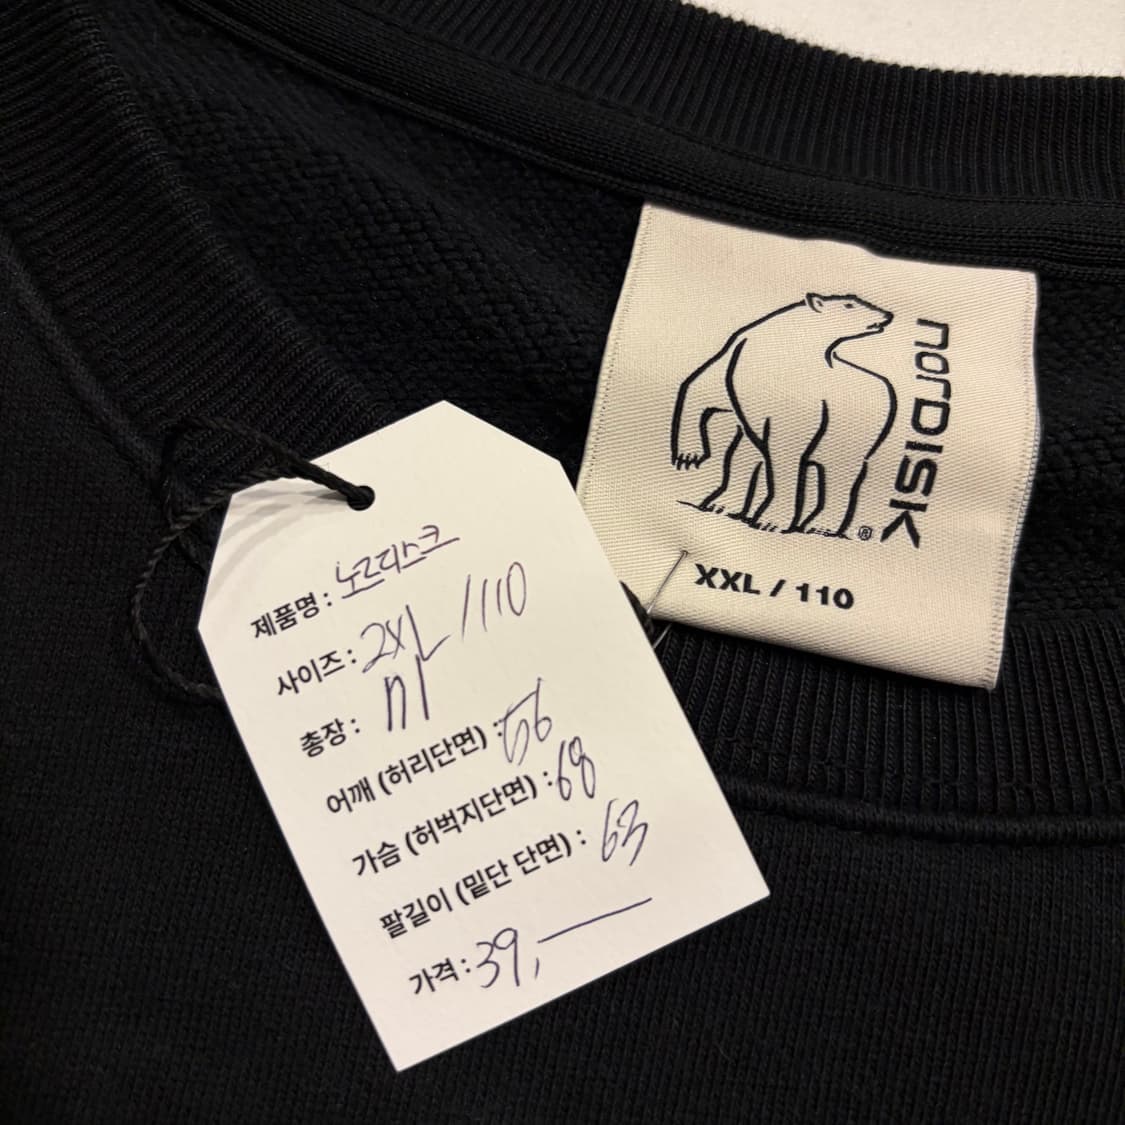 norDISK
®
XXL / 110
제품명 : 노르디스크
사이즈 : 2XL / 110
총장 : 71
어깨 (허리단면) : 56
가슴 (허벅지단면) : 68
팔길이 (밑단 단면) : 63
가격 : 39,—